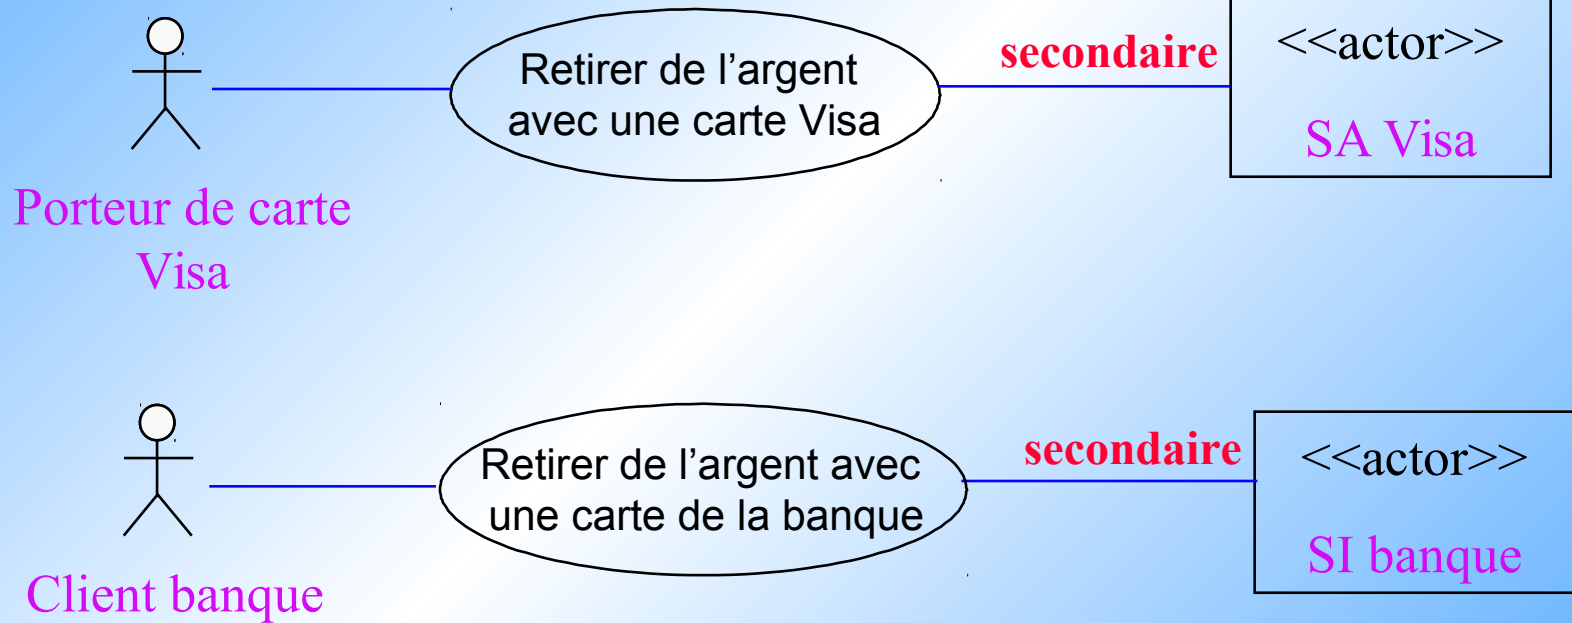 Retirer de l’argent
avec une carte Visa
secondaire
<<actor>>
SA Visa
Porteur de carte
Visa
Retirer de l’argent avec
une carte de la banque
secondaire
<<actor>>
SI banque
Client banque